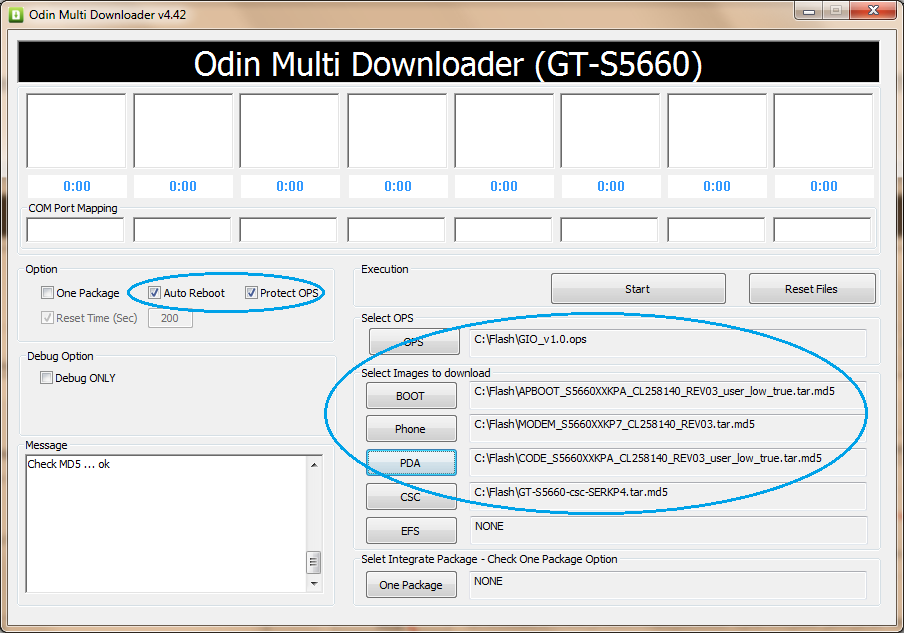 Odin Multi Downloader v4.42
Odin Multi Downloader (GT-S5660)
0:00 0:00 0:00 0:00 0:00 0:00 0:00 0:00
COM Port Mapping
Option
One Package Auto Reboot Protect OPS
Reset Time (Sec) 200
Debug Option
Debug ONLY
Message
Check MD5 ... ok
Execution
Start Reset Files
Select OPS
OPS C:\Flash\GIO_v1.0.ops
Select Images to download
BOOT C:\Flash\APBOOT_S5660XXKPA_CL258140_REV03_user_low_true.tar.md5
Phone C:\Flash\MODEM_S5660XXKP7_CL258140_REV03.tar.md5
PDA C:\Flash\CODE_S5660XXKPA_CL258140_REV03_user_low_true.tar.md5
CSC C:\Flash\GT-S5660-csc-SERKP4.tar.md5
EFS NONE
Selet Integrate Package - Check One Package Option
One Package NONE